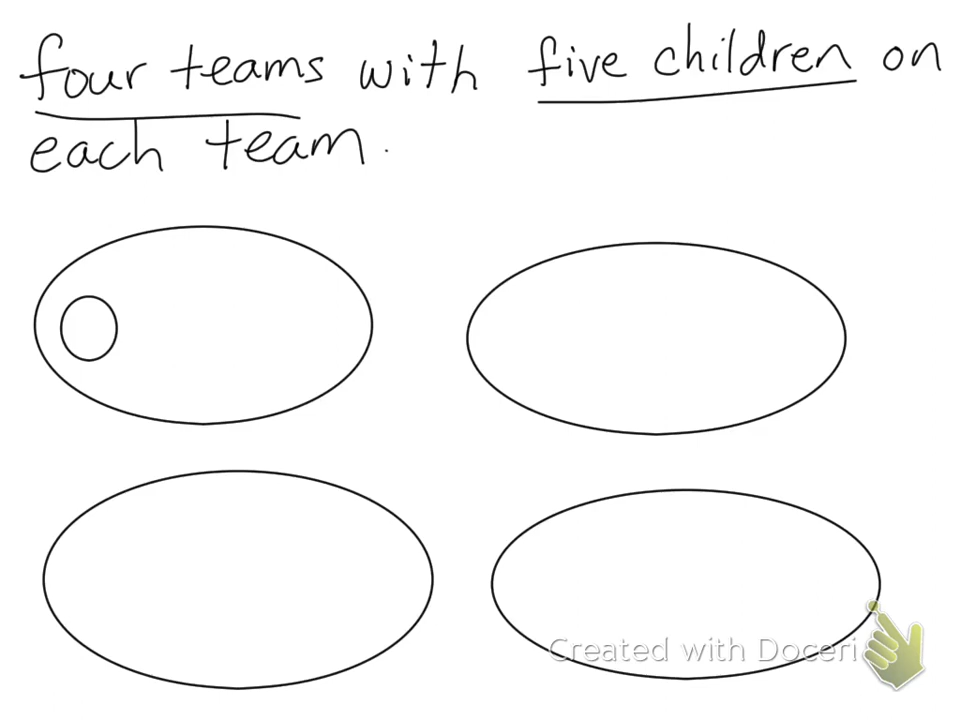 four teams with five children on
each team.
Created with Doceri